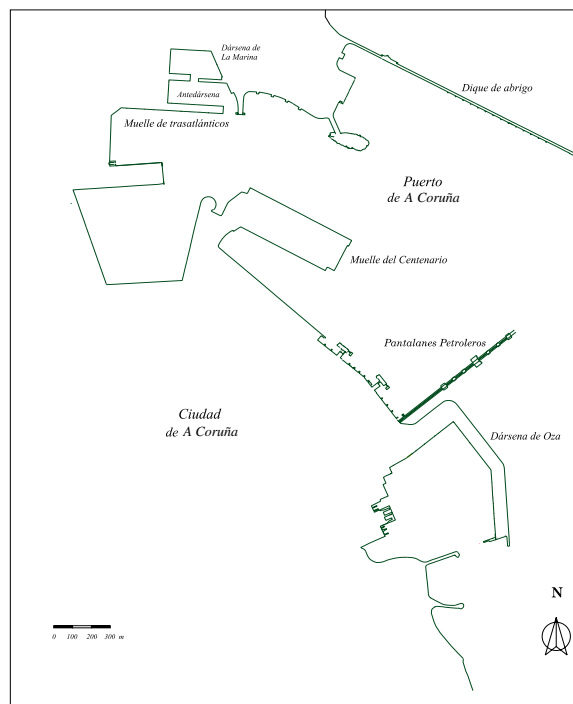 Dársena de
La Marina
Antedársena
Muelle de trasatlánticos
Dique de abrigo
Puerto
de A Coruña
Muelle del Centenario
Pantalanes Petroleros
Ciudad
de A Coruña
Dársena de Oza
N
0 100 200 300 m